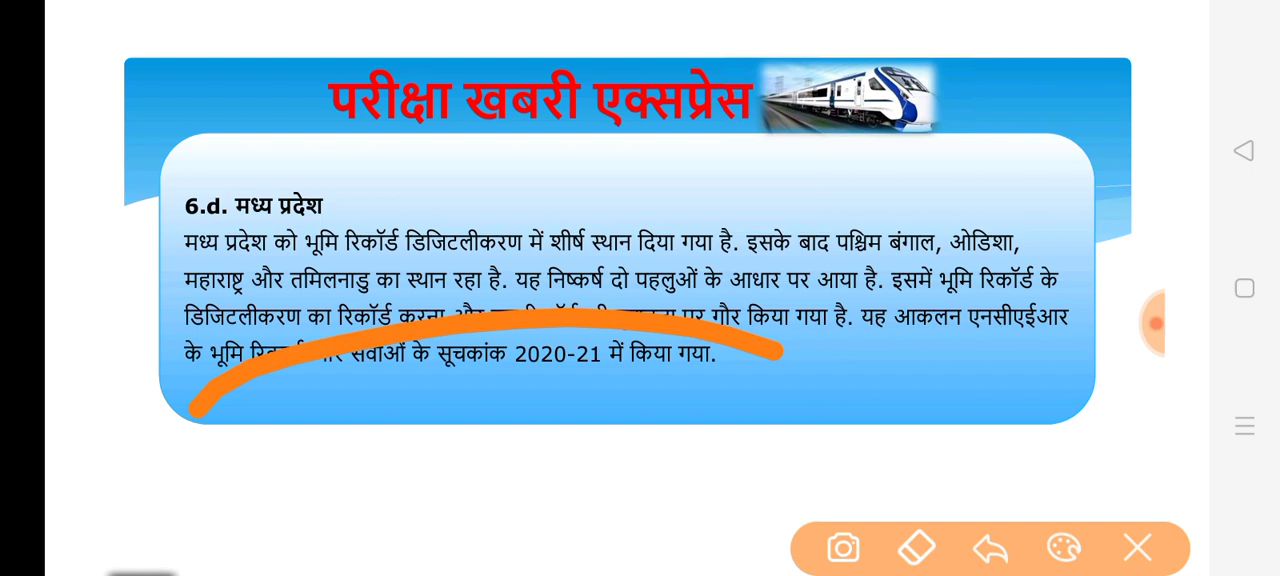 परीक्षा खबरी एक्सप्रेस
6.d. मध्य प्रदेश
मध्य प्रदेश को भूमि रिकॉर्ड डिजिटलीकरण में शीर्ष स्थान दिया गया है. इसके बाद पश्चिम बंगाल, ओडिशा,
महाराष्ट्र और तमिलनाडु का स्थान रहा है. यह निष्कर्ष दो पहलुओं के आधार पर आया है. इसमें भूमि रिकॉर्ड के
डिजिटलीकरण का रिकॉर्ड करना और पर गौर किया गया है. यह आकलन एनसीएईआर
के भूमि सेवाओं के सूचकांक 2020-21 में किया गया.